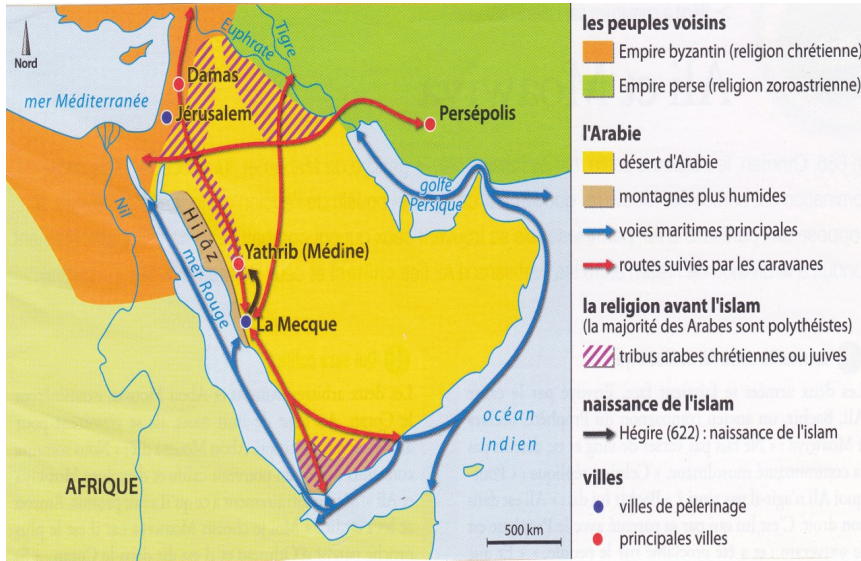 Nord
mer Méditerranée
Damas
Jérusalem
Euphrate
Tigre
Persépolis
golfe
Persique
Nil
Hijâz
Yathrib (Médine)
mer Rouge
La Mecque
océan
Indien
AFRIQUE
500 km
les peuples voisins
Empire byzantin (religion chrétienne)
Empire perse (religion zoroastrienne)
l'Arabie
désert d'Arabie
montagnes plus humides
voies maritimes principales
routes suivies par les caravanes
la religion avant l'islam
(la majorité des Arabes sont polythéistes)
tribus arabes chrétiennes ou juives
naissance de l'islam
Hégire (622) : naissance de l'islam
villes
villes de pèlerinage
principales villes